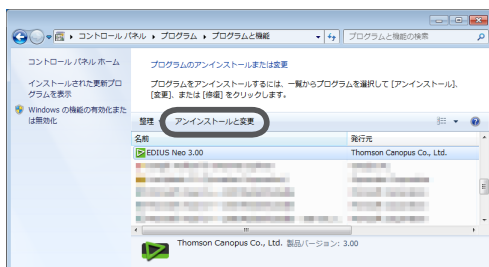 コントロール パネル ▸ プログラム ▸ プログラムと機能
プログラムと機能の検索
コントロール パネル ホーム
インストールされた更新プロ
グラムを表示
Windows の機能の有効化また
は無効化
プログラムのアンインストールまたは変更
プログラムをアンインストールするには、一覧からプログラムを選択して [アンインストール]、
[変更]、または [修復] をクリックします。
整理 アンインストールと変更
名前 発行元
EDIUS Neo 3.00 Thomson Canopus Co., Ltd.
Thomson Canopus Co., Ltd. 製品バージョン: 3.00